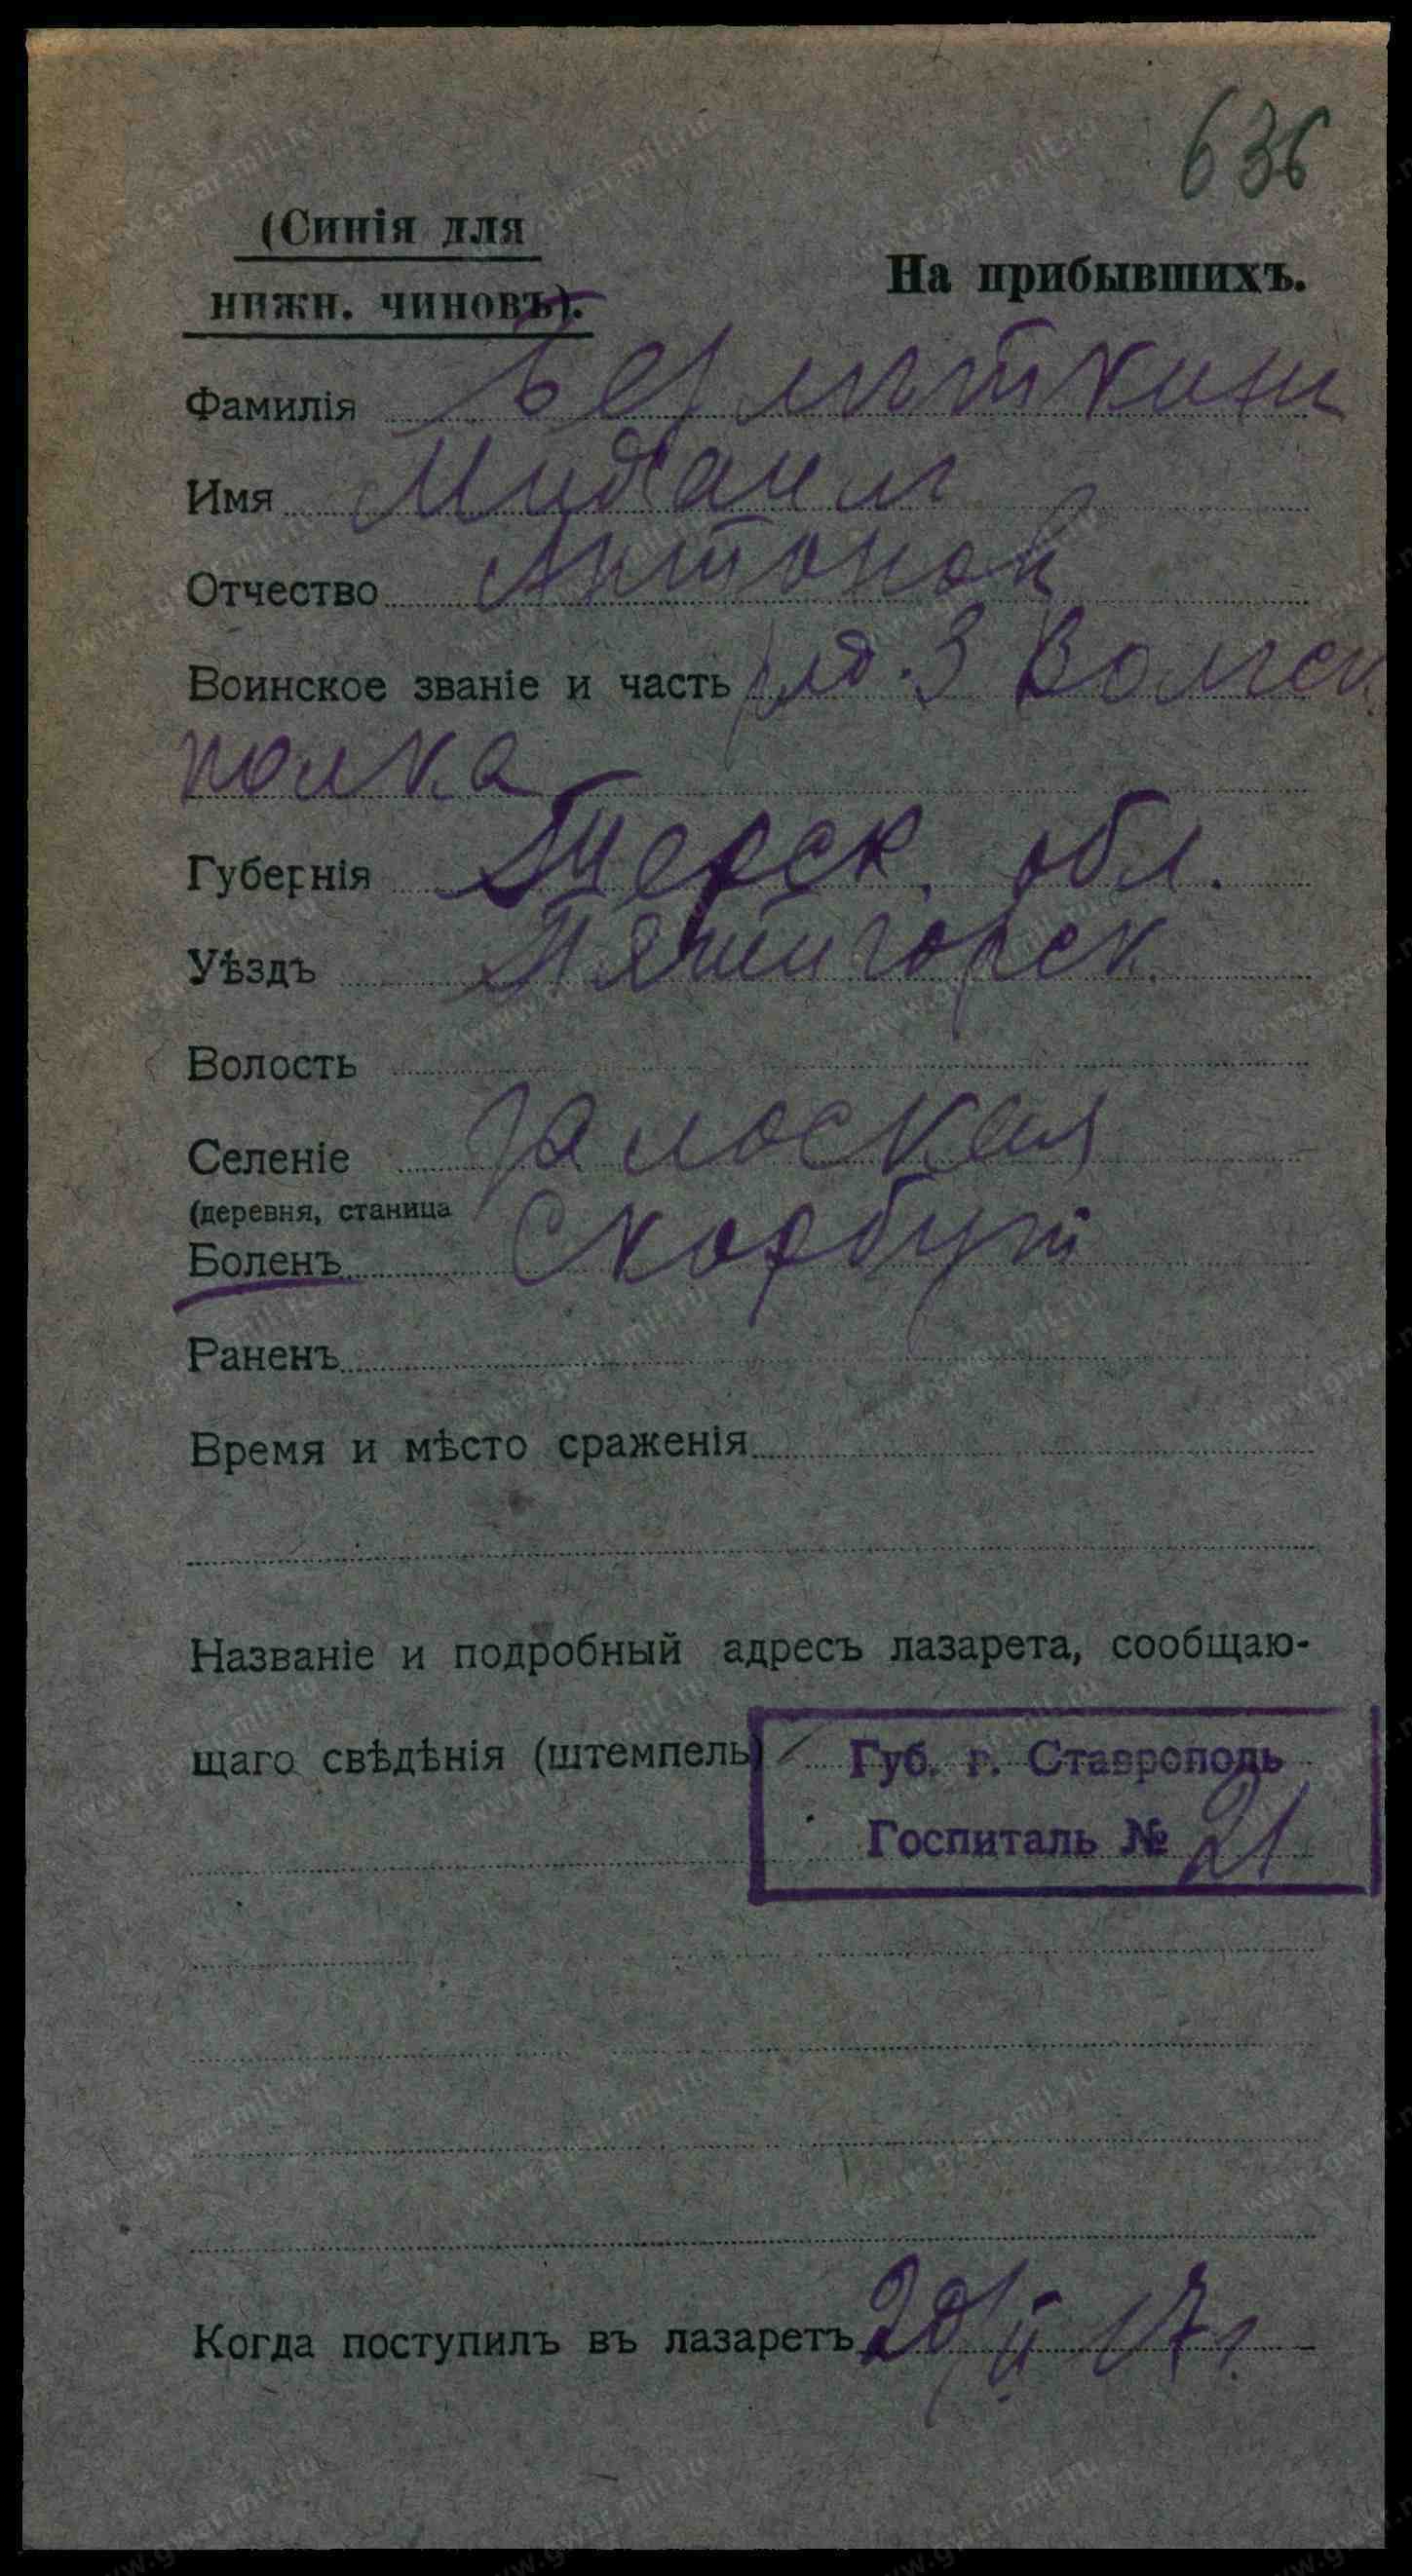 636
(Синія для
нижн. чиновъ).
На прибывшихъ.
Фамилія
Имя Михаил
Отчество Антонов
Воинское званіе и часть ряд. 3 Волгск
полка
Губернія Терск. обл.
Уѣздъ Пятигорск
Волость
Селеніе
(деревня, станица
Боленъ Скорбут
Раненъ
Время и мѣсто сраженія
Названіе и подробный адресъ лазарета, сообщаю-
щаго свѣдѣнія (штемпель) Губ. г. Ставрополь
Госпиталь № 21
Когда поступилъ въ лазаретъ 20/II 17 г.